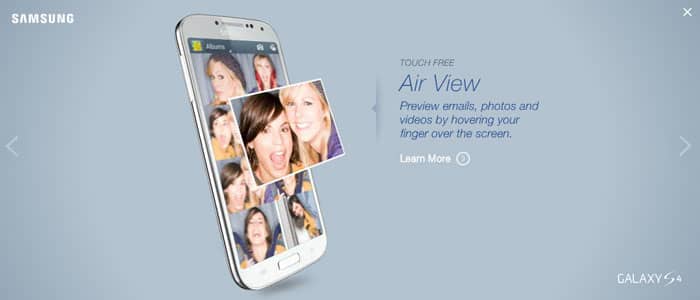 SAMSUNG
SAMSUNG
Albums
TOUCH FREE
Air View
Preview emails, photos and
videos by hovering your
finger over the screen.
Learn More
GALAXY S4